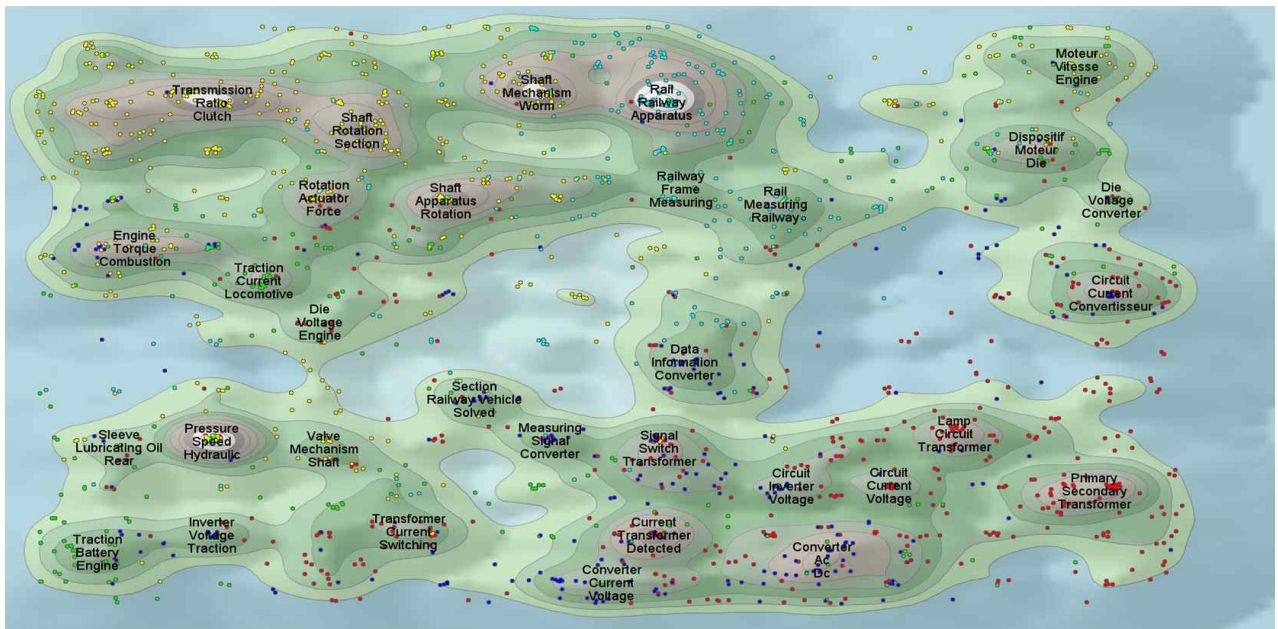 Moteur
Vitesse
Engine
Transmission
Ratio
Clutch
Shaft
Mechanism
Worm
Rail
Railway
Apparatus
Shaft
Rotation
Section
Dispositif
Moteur
Die
Rotation
Actuator
Force
Shaft
Apparatus
Rotation
Railway
Frame
Measuring
Rail
Measuring
Railway
Die
Voltage
Converter
Engine
Torque
Combustion
Traction
Current
Locomotive
Circuit
Current
Convertisseur
Die
Voltage
Engine
Data
Information
Converter
Section
Railway Vehicle
Solved
Sleeve
Lubricating Oil
Rear
Pressure
Speed
Hydraulic
Valve
Mechanism
Shaft
Measuring
Signal
Converter
Signal
Switch
Transformer
Lamp
Circuit
Transformer
Circuit
Inverter
Voltage
Circuit
Current
Voltage
Primary
Secondary
Transformer
Traction
Battery
Engine
Inverter
Voltage
Traction
Transformer
Current
Switching
Current
Transformer
Detected
Converter
Current
Voltage
Converter
Ac
Dc